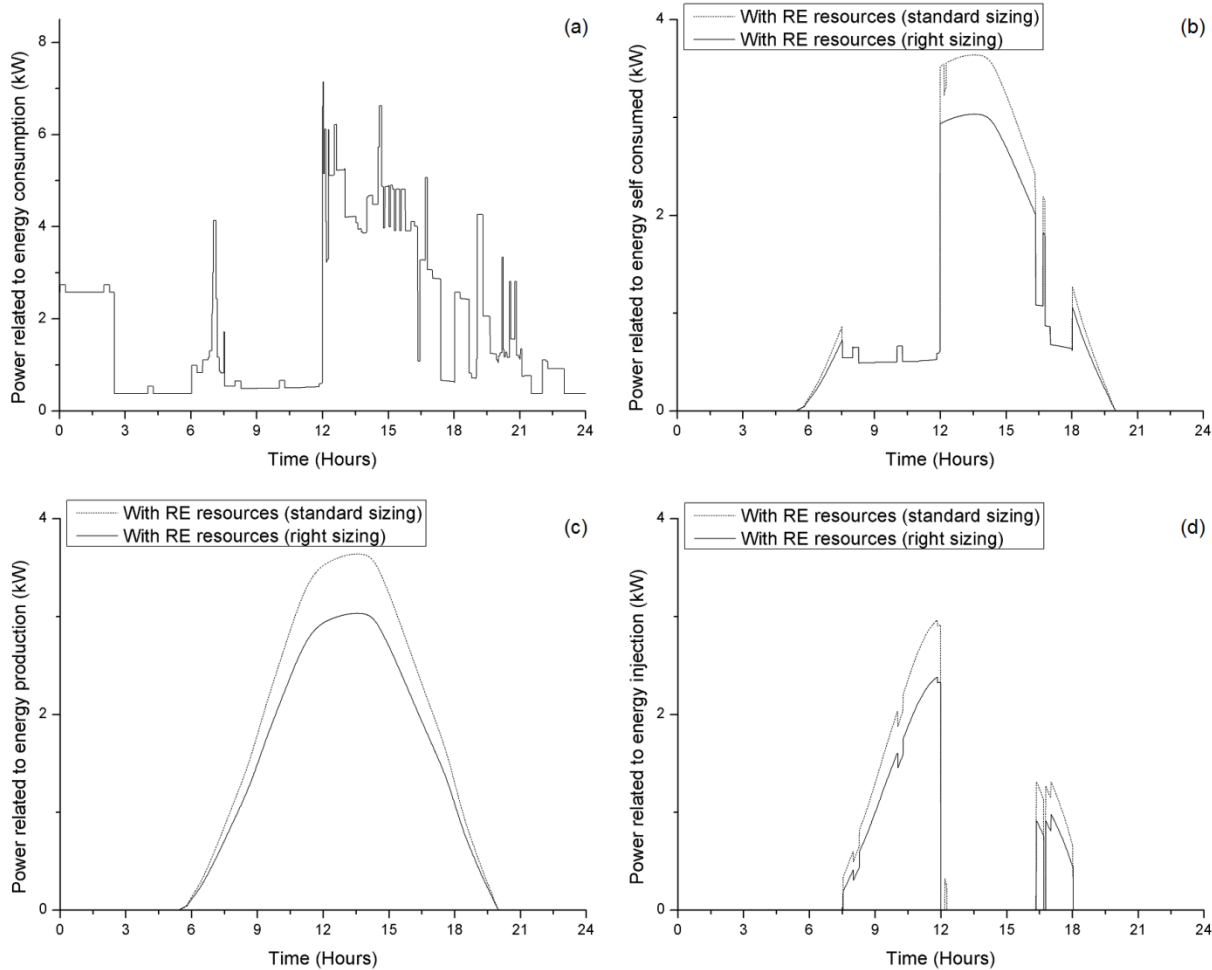 (a)
Power related to energy consumption (kW)
8
6
4
2
0
0 3 6 9 12 15 18 21 24
Time (Hours)
With RE resources (standard sizing)
With RE resources (right sizing)
(b)
Power related to energy self consumed (kW)
4
2
0
0 3 6 9 12 15 18 21 24
Time (Hours)
With RE resources (standard sizing)
With RE resources (right sizing)
(c)
Power related to energy production (kW)
4
2
0
0 3 6 9 12 15 18 21 24
Time (Hours)
With RE resources (standard sizing)
With RE resources (right sizing)
(d)
Power related to energy injection (kW)
4
2
0
0 3 6 9 12 15 18 21 24
Time (Hours)